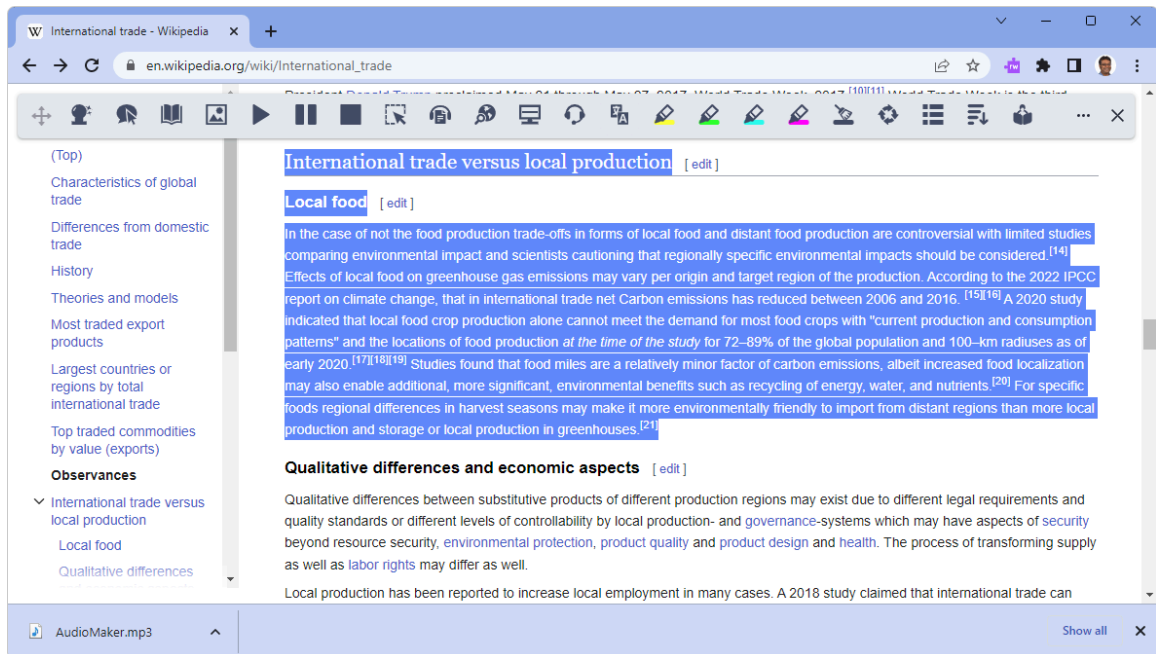 International trade - Wikipedia
en.wikipedia.org/wiki/International_trade
(Top)
Characteristics of global
trade
Differences from domestic
trade
History
Theories and models
Most traded export
products
Largest countries or
regions by total
international trade
Top traded commodities
by value (exports)
Observances
International trade versus
local production
Local food
Qualitative differences
International trade versus local production [ edit ]
Local food [ edit ]
In the case of not the food production trade-offs in forms of local food and distant food production are controversial with limited studies
comparing environmental impact and scientists cautioning that regionally specific environmental impacts should be considered.[14]
Effects of local food on greenhouse gas emissions may vary per origin and target region of the production. According to the 2022 IPCC
report on climate change, that in international trade net Carbon emissions has reduced between 2006 and 2016. [15][16] A 2020 study
indicated that local food crop production alone cannot meet the demand for most food crops with "current production and consumption
patterns" and the locations of food production at the time of the study for 72–89% of the global population and 100–km radiuses as of
early 2020.[17][18][19] Studies found that food miles are a relatively minor factor of carbon emissions, albeit increased food localization
may also enable additional, more significant, environmental benefits such as recycling of energy, water, and nutrients.[20] For specific
foods regional differences in harvest seasons may make it more environmentally friendly to import from distant regions than more local
production and storage or local production in greenhouses.[21]
Qualitative differences and economic aspects [ edit ]
Qualitative differences between substitutive products of different production regions may exist due to different legal requirements and
quality standards or different levels of controllability by local production- and governance-systems which may have aspects of security
beyond resource security, environmental protection, product quality and product design and health. The process of transforming supply
as well as labor rights may differ as well.
Local production has been reported to increase local employment in many cases. A 2018 study claimed that international trade can
AudioMaker.mp3
Show all